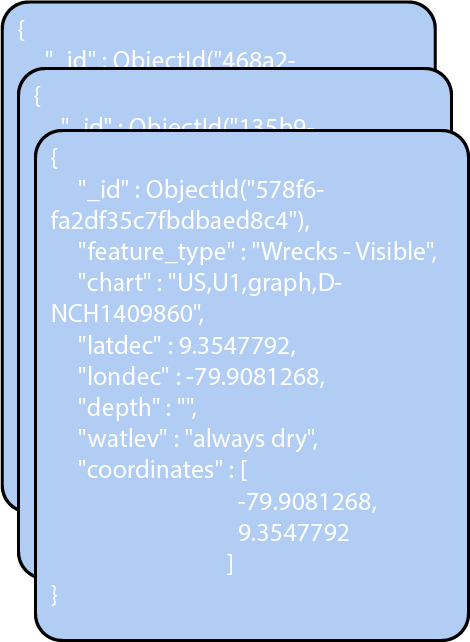 {
"_id" : ObjectId("468a2-
{
"_id" : ObjectId("135b9-
{
"_id" : ObjectId("578f6-
fa2df35c7fbdbaed8c4"),
"feature_type" : "Wrecks - Visible",
"chart" : "US,U1,graph,D-
NCH1409860",
"latdec" : 9.3547792,
"londec" : -79.9081268,
"depth" : "",
"watlev" : "always dry",
"coordinates" : [
-79.9081268,
9.3547792
]
}